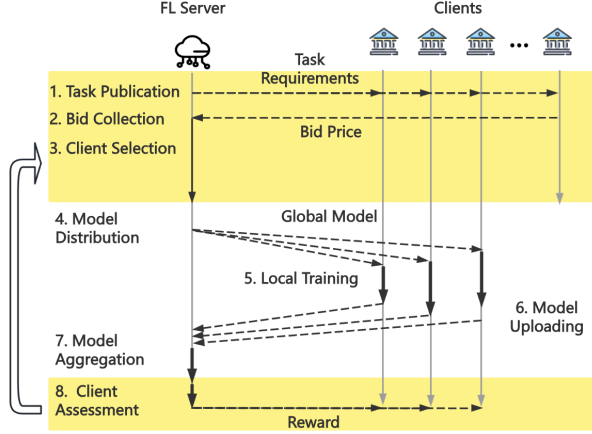 FL Server
Clients
Task
Requirements
1. Task Publication
2. Bid Collection
Bid Price
3. Client Selection
4. Model
Distribution
Global Model
5. Local Training
6. Model
Uploading
7. Model
Aggregation
8. Client
Assessment
Reward